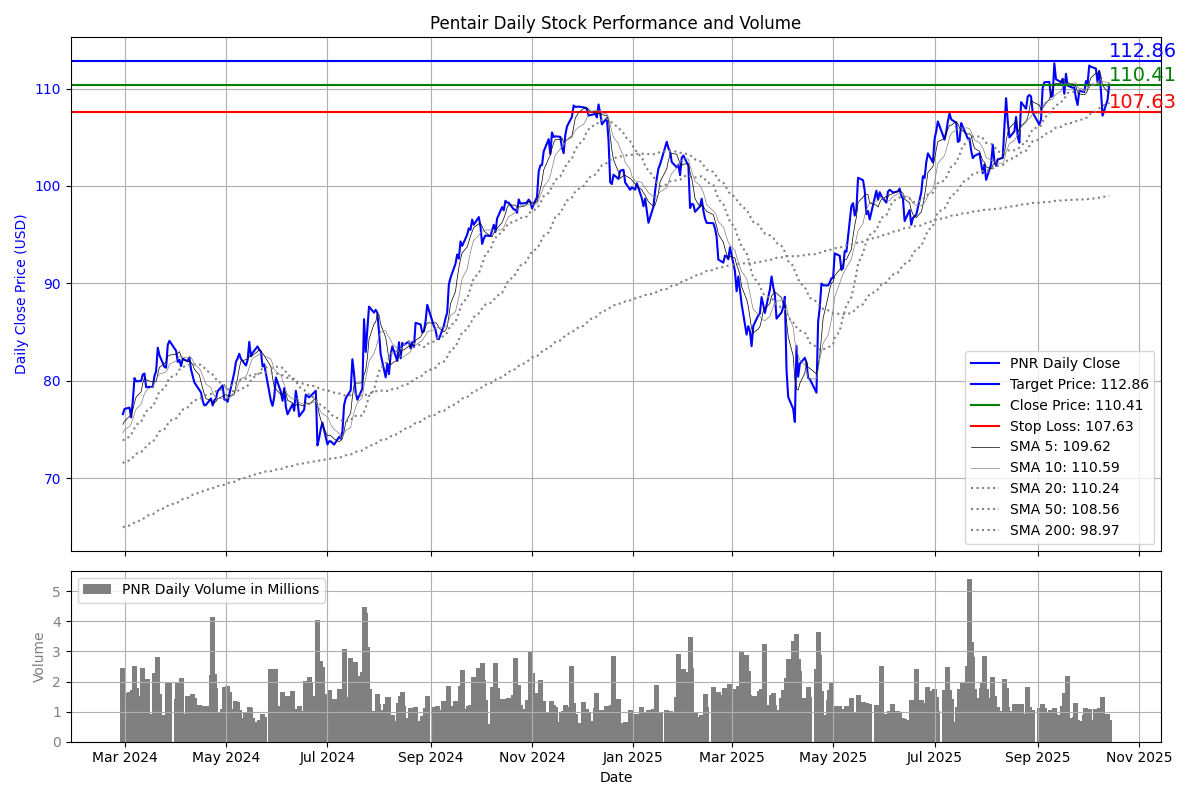 Pentair Daily Stock Performance and Volume
112.86
110.41
107.63
110
100
90
80
70
Daily Close Price (USD)
PNR Daily Close
Target Price: 112.86
Close Price: 110.41
Stop Loss: 107.63
SMA 5: 109.62
SMA 10: 110.59
SMA 20: 110.24
SMA 50: 108.56
SMA 200: 98.97
PNR Daily Volume in Millions
5
4
3
2
1
0
Volume
Mar 2024 May 2024 Jul 2024 Sep 2024 Nov 2024 Jan 2025 Mar 2025 May 2025 Jul 2025 Sep 2025 Nov 2025
Date